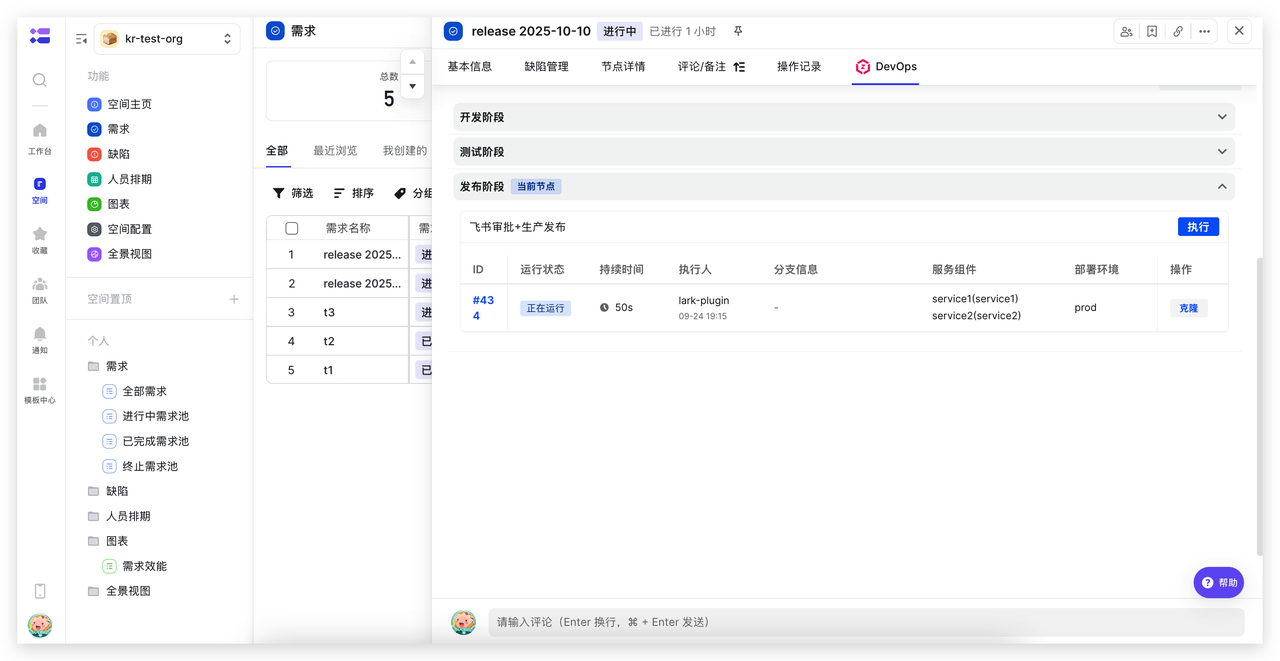 工作台
空间
收藏
团队
通知
模板中心
kr-test-org
功能
空间主页
需求
缺陷
人员排期
图表
空间配置
全景视图
空间置顶
个人
需求
全部需求
进行中需求池
已完成需求池
终止需求池
缺陷
人员排期
图表
需求效能
全景视图
需求
总数
5
全部 最近浏览 我创建的
筛选 排序 分组
需求名称 需
1 release 2025... 进
2 release 2025... 进
3 t3 进
4 t2 已
5 t1 已
release 2025-10-10 进行中 已进行 1 小时
基本信息 缺陷管理 节点详情 评论/备注 操作记录 DevOps
开发阶段
测试阶段
发布阶段 当前节点
飞书审批+生产发布 执行
ID 运行状态 持续时间 执行人 分支信息 服务组件 部署环境 操作
#43
4
正在运行 50s
lark-plugin
09-24 19:15
-
service1(service1)
service2(service2)
prod 克隆
帮助
请输入评论（Enter 换行，⌘ + Enter 发送）